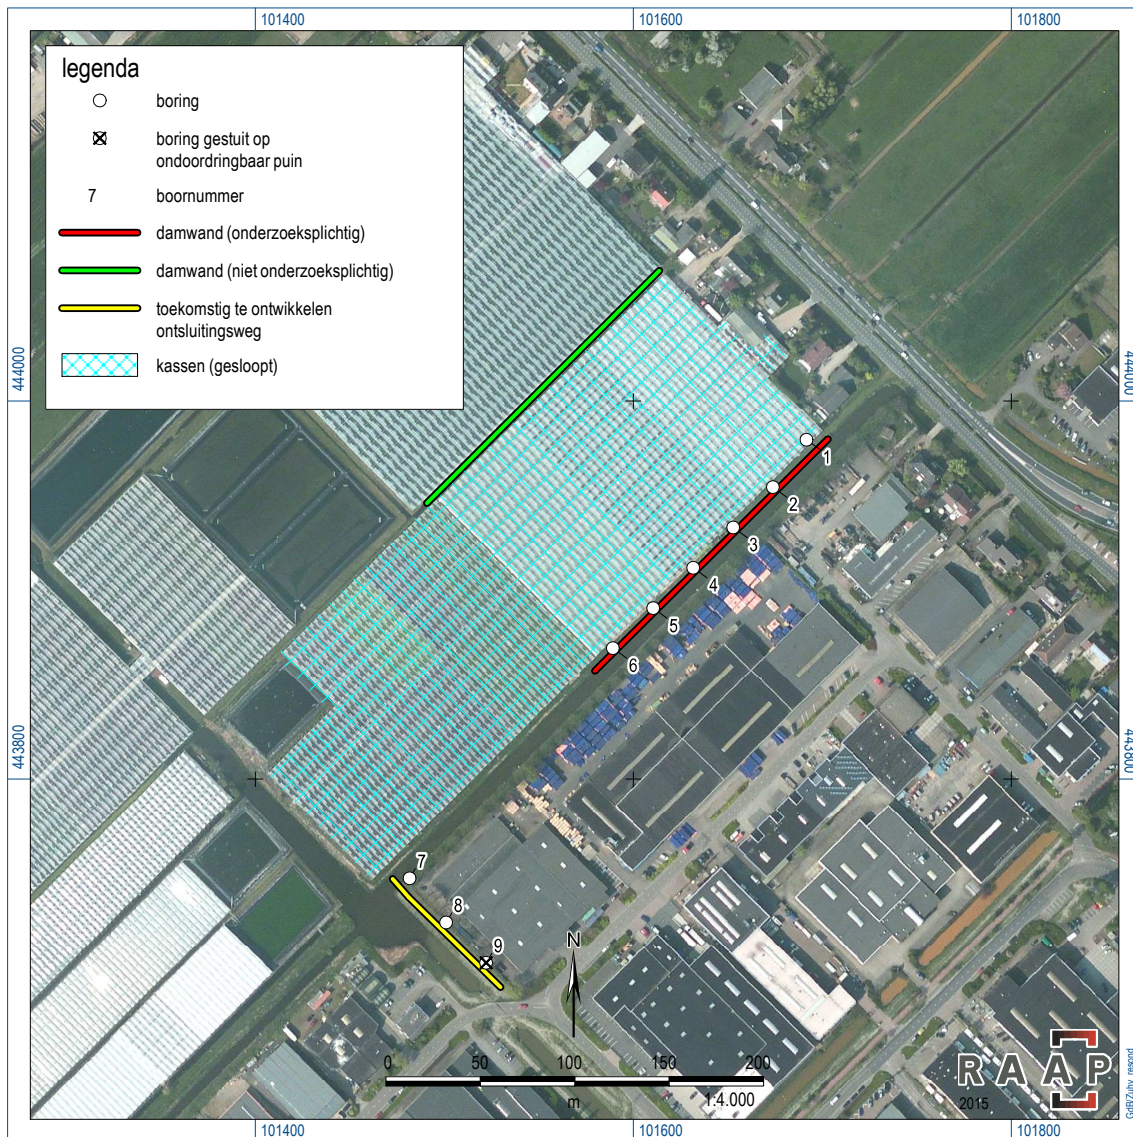 101400
101600
101800
legenda
boring
boring gestuit op
ondoordringbaar puin
7
boornummer
damwand (onderzoeksplichtig)
damwand (niet onderzoeksplichtig)
toekomstig te ontwikkelen
ontsluitingsweg
kassen (gesloopt)
444000
444000
1
2
3
4
5
6
443800
443800
7
8
9
N
0
50
100
150
200
m
1:4.000
RAAP
2015
101400
101600
101800